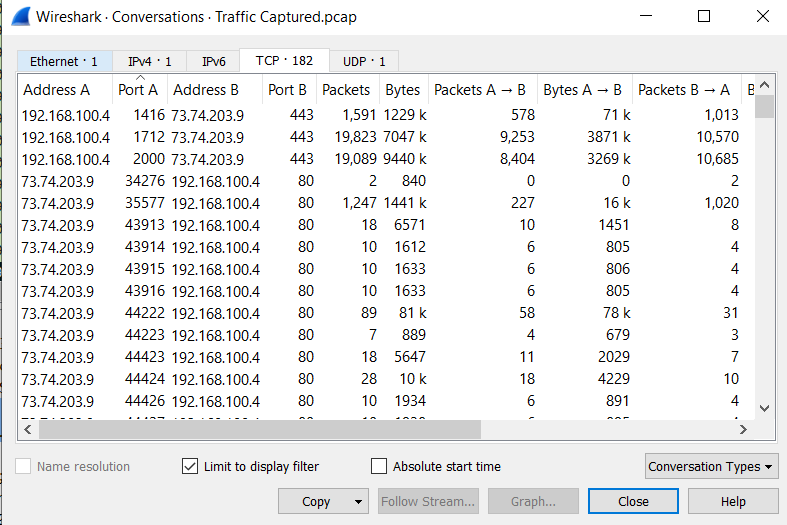 Wireshark · Conversations · Traffic Captured.pcap
Ethernet · 1 IPv4 · 1 IPv6 TCP · 182 UDP · 1
Address A Port A Address B Port B Packets Bytes Packets A → B Bytes A → B Packets B → A B
192.168.100.4 1416 73.74.203.9 443 1,591 1229 k 578 71 k 1,013
192.168.100.4 1712 73.74.203.9 443 19,823 7047 k 9,253 3871 k 10,570
192.168.100.4 2000 73.74.203.9 443 19,089 9440 k 8,404 3269 k 10,685
73.74.203.9 34276 192.168.100.4 80 2 840 0 0 2
73.74.203.9 35577 192.168.100.4 80 1,247 1441 k 227 16 k 1,020
73.74.203.9 43913 192.168.100.4 80 18 6571 10 1451 8
73.74.203.9 43914 192.168.100.4 80 10 1612 6 805 4
73.74.203.9 43915 192.168.100.4 80 10 1633 6 806 4
73.74.203.9 43916 192.168.100.4 80 10 1633 6 805 4
73.74.203.9 44222 192.168.100.4 80 89 81 k 58 78 k 31
73.74.203.9 44223 192.168.100.4 80 7 889 4 679 3
73.74.203.9 44423 192.168.100.4 80 18 5647 11 2029 7
73.74.203.9 44424 192.168.100.4 80 28 10 k 18 4229 10
73.74.203.9 44426 192.168.100.4 80 10 1934 6 891 4
Name resolution Limit to display filter Absolute start time Conversation Types
Copy Follow Stream... Graph... Close Help